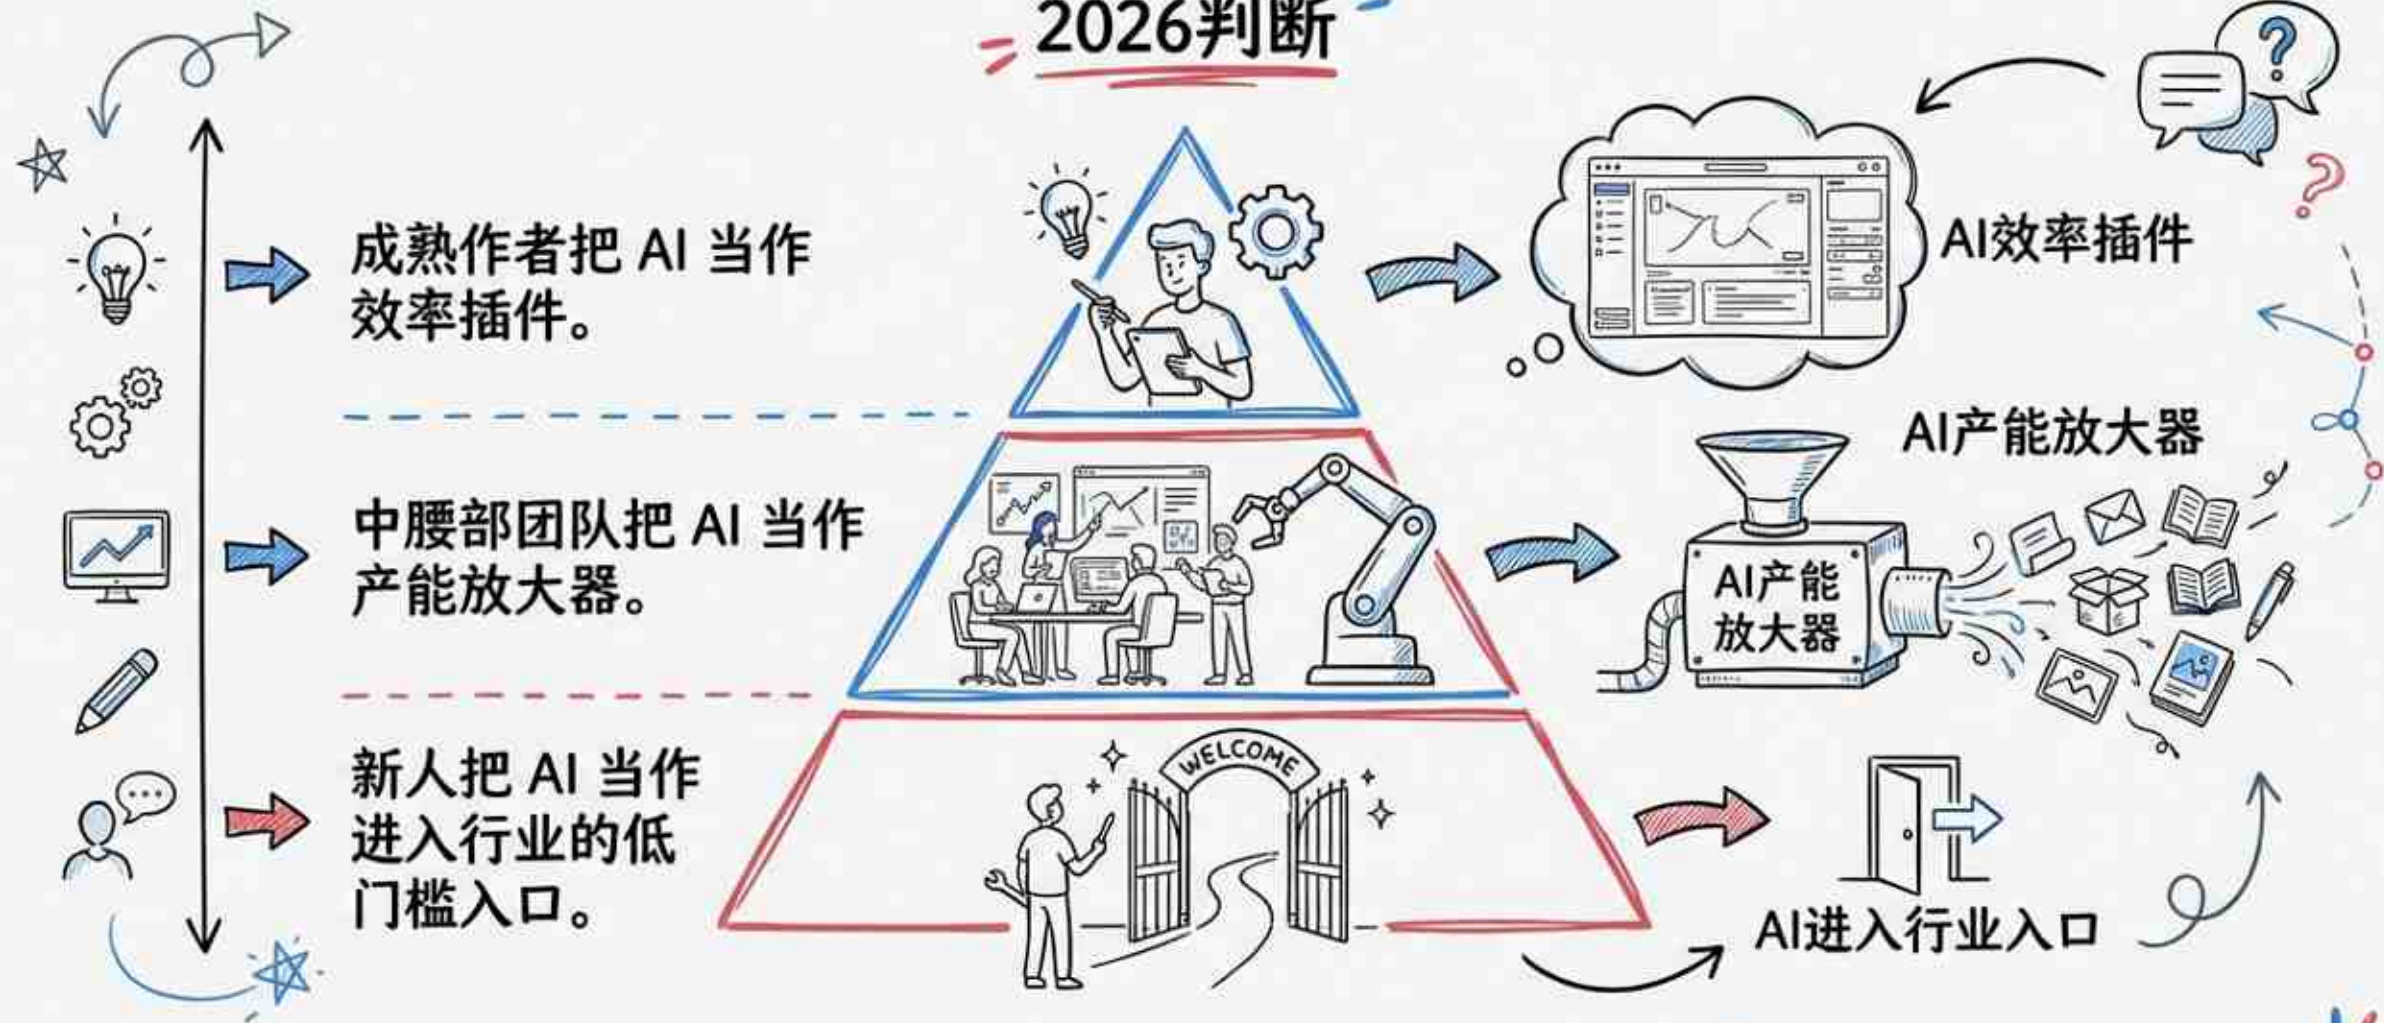 2026判断
成熟作者把 AI 当作
效率插件。
AI效率插件
中腰部团队把 AI 当作
产能放大器。
AI产能放大器
AI产能
放大器
新人把 AI 当作
进入行业的低
门槛入口。
WELCOME
AI进入行业入口